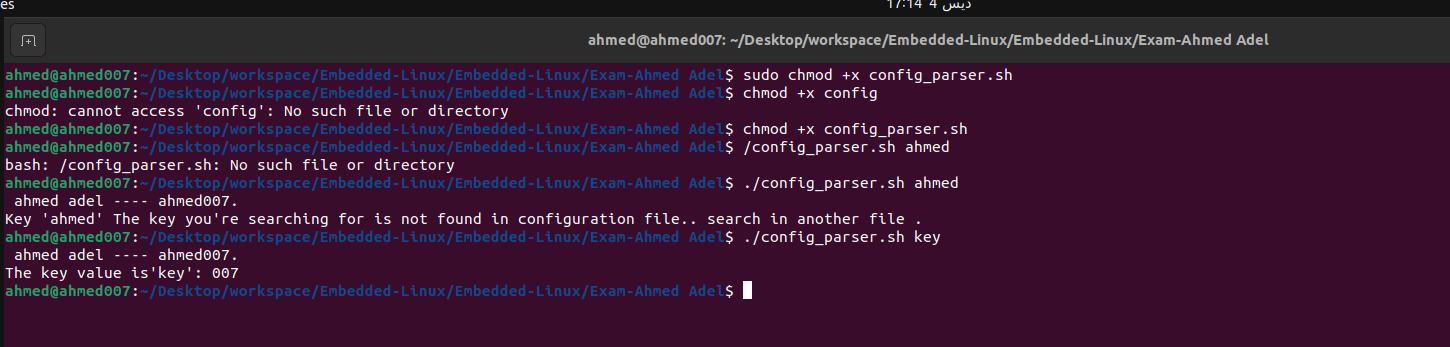 es
17:14 4 ديس
ahmed@ahmed007: ~/Desktop/workspace/Embedded-Linux/Embedded-Linux/Exam-Ahmed Adel
ahmed@ahmed007:~/Desktop/workspace/Embedded-Linux/Embedded-Linux/Exam-Ahmed Adel$ sudo chmod +x config_parser.sh
ahmed@ahmed007:~/Desktop/workspace/Embedded-Linux/Embedded-Linux/Exam-Ahmed Adel$ chmod +x config
chmod: cannot access 'config': No such file or directory
ahmed@ahmed007:~/Desktop/workspace/Embedded-Linux/Embedded-Linux/Exam-Ahmed Adel$ chmod +x config_parser.sh
ahmed@ahmed007:~/Desktop/workspace/Embedded-Linux/Embedded-Linux/Exam-Ahmed Adel$ /config_parser.sh ahmed
bash: /config_parser.sh: No such file or directory
ahmed@ahmed007:~/Desktop/workspace/Embedded-Linux/Embedded-Linux/Exam-Ahmed Adel$ ./config_parser.sh ahmed
 ahmed adel ---- ahmed007.
Key 'ahmed' The key you're searching for is not found in configuration file.. search in another file .
ahmed@ahmed007:~/Desktop/workspace/Embedded-Linux/Embedded-Linux/Exam-Ahmed Adel$ ./config_parser.sh key
 ahmed adel ---- ahmed007.
The key value is'key': 007
ahmed@ahmed007:~/Desktop/workspace/Embedded-Linux/Embedded-Linux/Exam-Ahmed Adel$